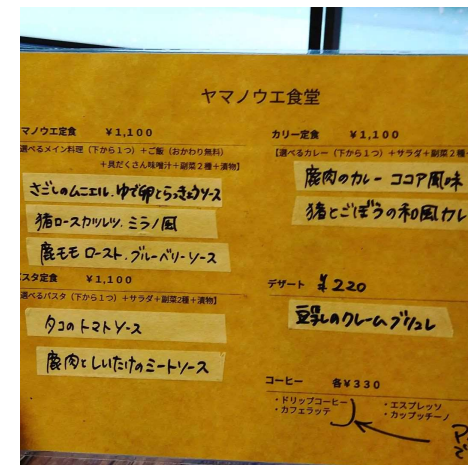 ヤマノウエ食堂
マノウエ定食 ¥1,100
選べるメイン料理(下から1つ)+ご飯(おかわり無料)
+具だくさん味噌汁+副菜2種+漬物】
さごしのムニエル.ゆで卵とらっきょうソース
猪ロースカツレツ.ミラノ風
鹿モモ ロースト.ブルーベリーソース
スタ定食 ¥1,100
選べるパスタ(下から1つ)+サラダ+副菜2種+漬物】
タコのトマトソース
鹿肉としいたけのミートソース
カリー定食 ¥1,100
【選べるカレー(下から1つ)+サラダ+副菜2種
鹿肉のカレー ココア風味
猪とごぼうの和風カレ
デザート ¥220
豆乳のクレームブリュレ
コーヒー 各¥330
・ドリップコーヒー ・エスプレッソ
・カフェラッテ ・カップッチーノ